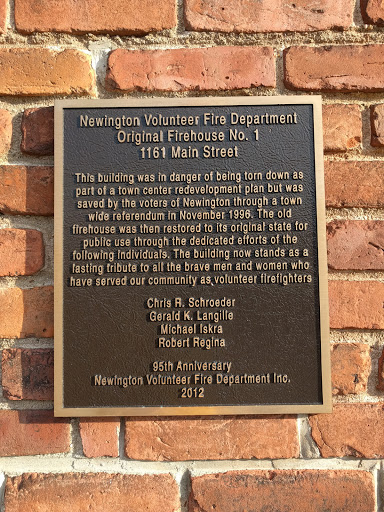 Newington Volunteer Fire Department
Original Firehouse No. 1
1161 Main Street
This building was in danger of being torn down as
part of a town center redevelopment plan but was
saved by the voters of Newington through a town
wide referendum in November 1996. The old
firehouse was then restored to its original state for
public use through the dedicated efforts of the
following individuals. The building now stands as a
lasting tribute to all the brave men and women who
have served our community as volunteer firefighters
Chris R. Schroeder
Gerald K. Langille
Michael Iskra
Robert Regina
95th Anniversary
Newington Volunteer Fire Department Inc.
2012